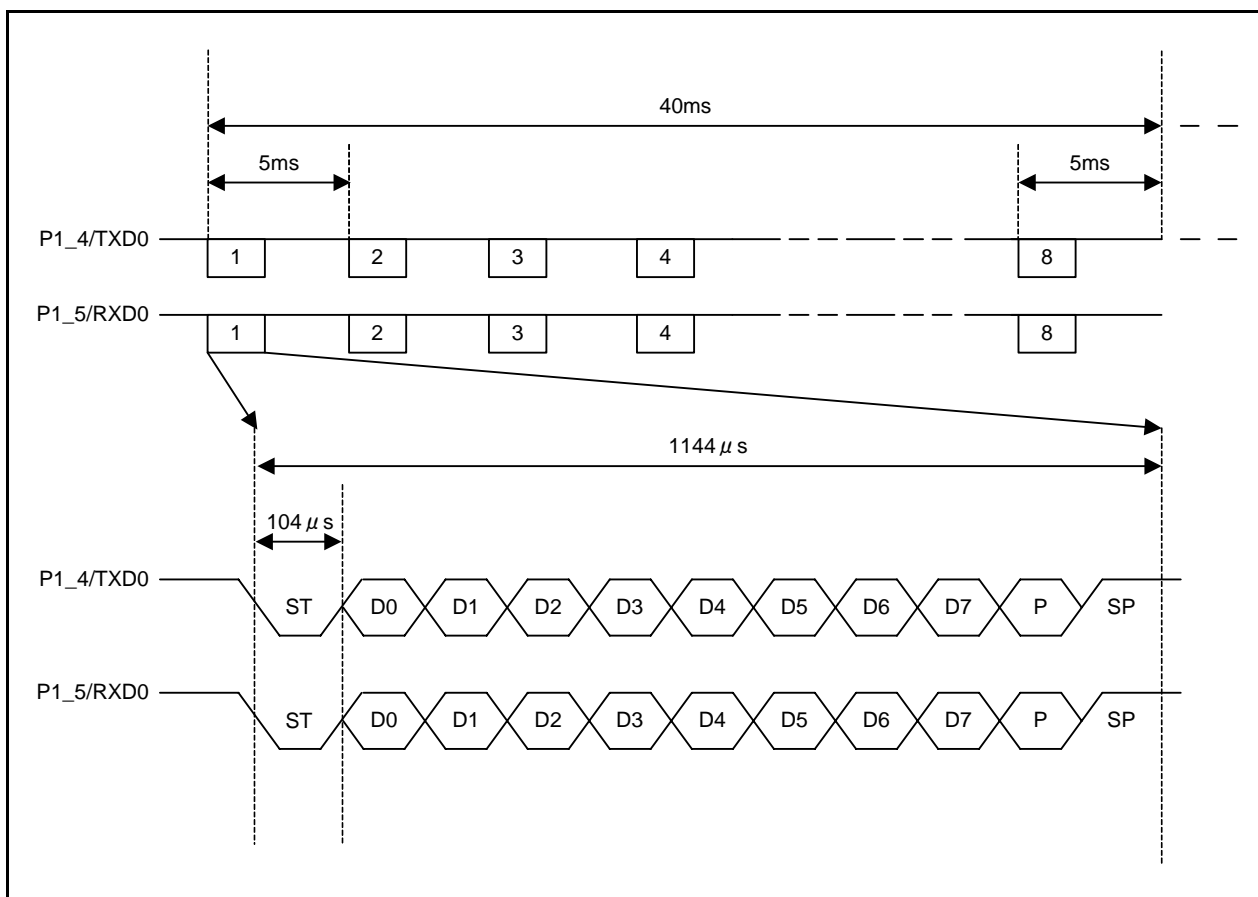 40ms
5ms 5ms
P1_4/TXD0 1 2 3 4 8
P1_5/RXD0 1 2 3 4 8
1144 μ s
104 μ s
P1_4/TXD0 ST D0 D1 D2 D3 D4 D5 D6 D7 P SP
P1_5/RXD0 ST D0 D1 D2 D3 D4 D5 D6 D7 P SP